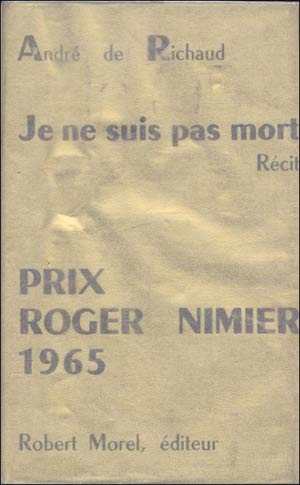 André de Richaud
Je ne suis pas mort
Récit
PRIX
ROGER NIMIER
1965
Robert Morel, éditeur